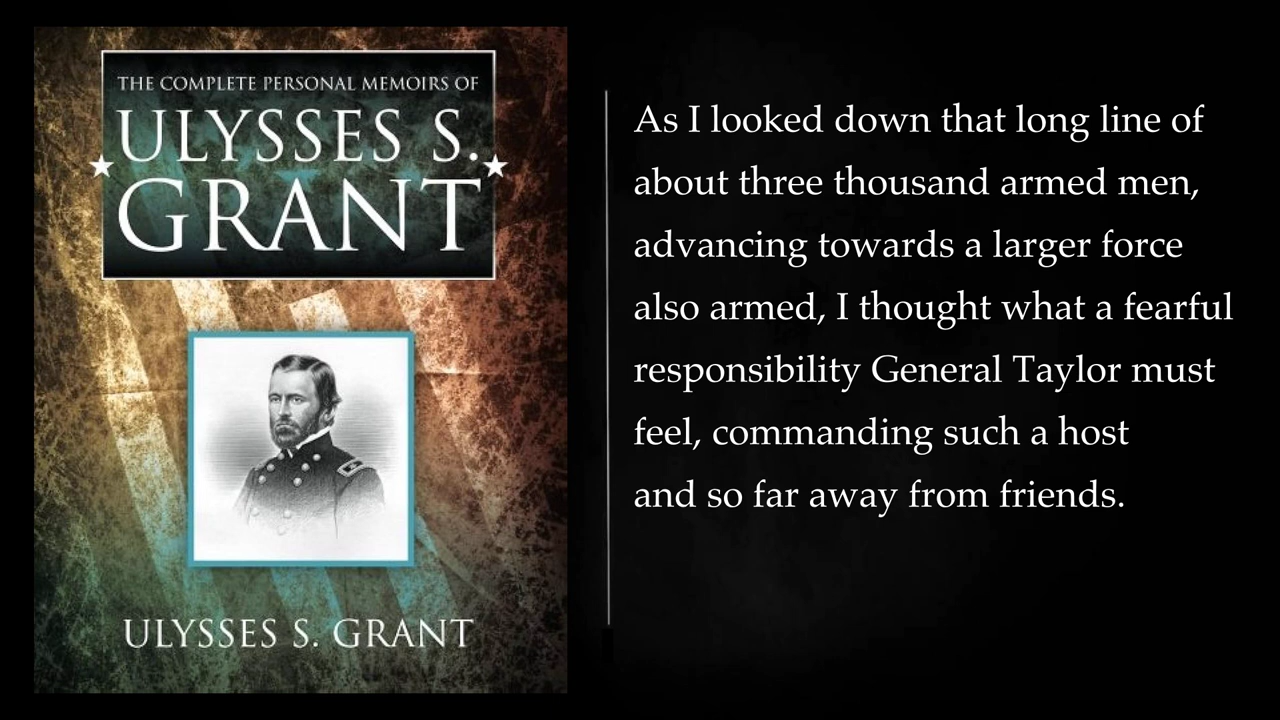 THE COMPLETE PERSONAL MEMOIRS OF
ULYSSES S.
GRANT
ULYSSES S. GRANT
As I looked down that long line of
about three thousand armed men,
advancing towards a larger force
also armed, I thought what a fearful
responsibility General Taylor must
feel, commanding such a host
and so far away from friends.